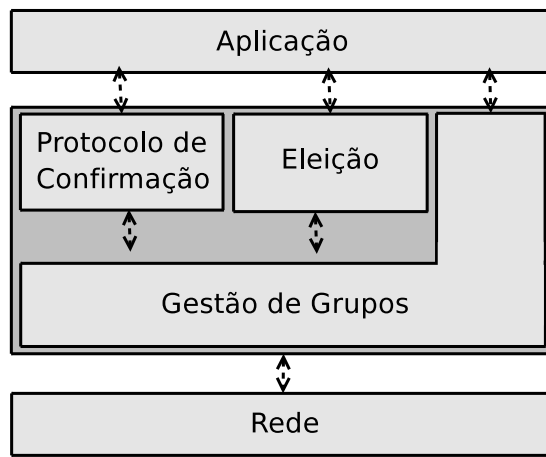 Aplicação
Protocolo de
Confirmação
Eleição
Gestão de Grupos
Rede